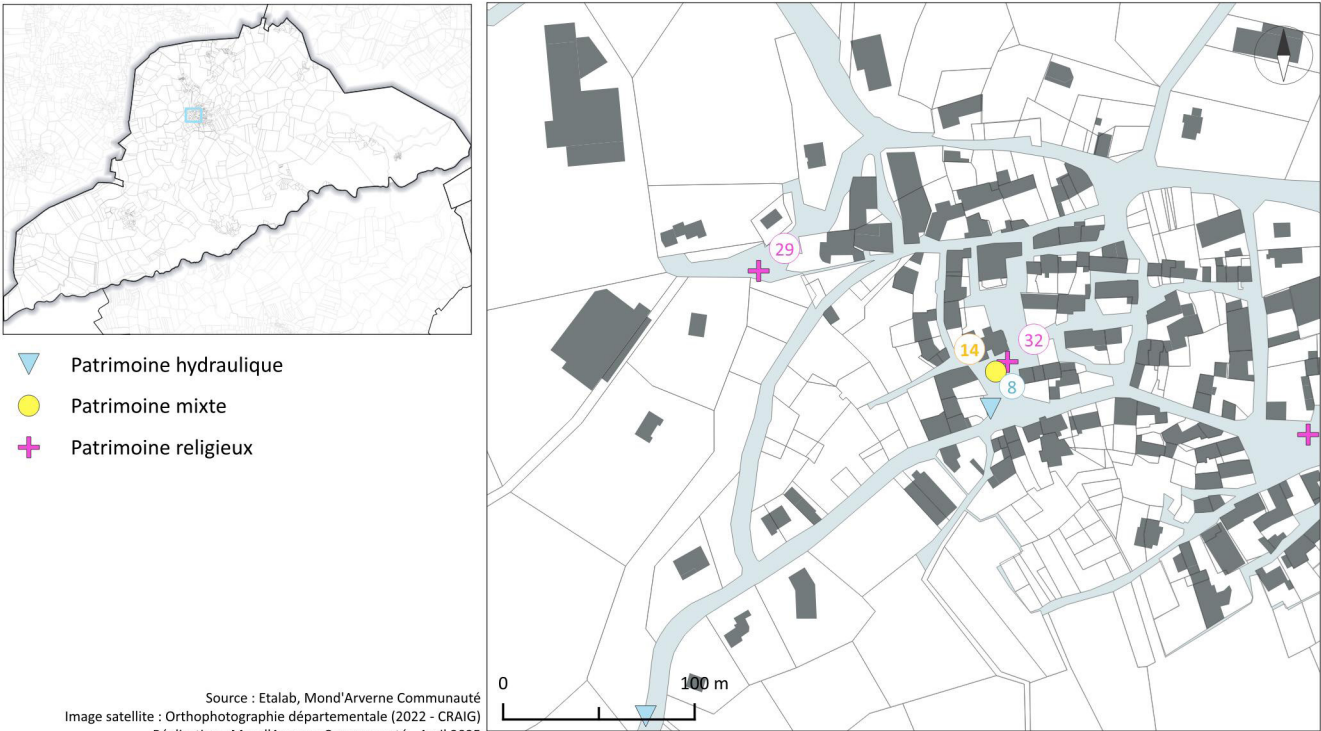 Patrimoine hydraulique
Patrimoine mixte
Patrimoine religieux
Source : Etalab, Mond'Arverne Communauté
Image satellite : Orthophotographie départementale (2022 - CRAIG)
29
32
14
8
0
100 m